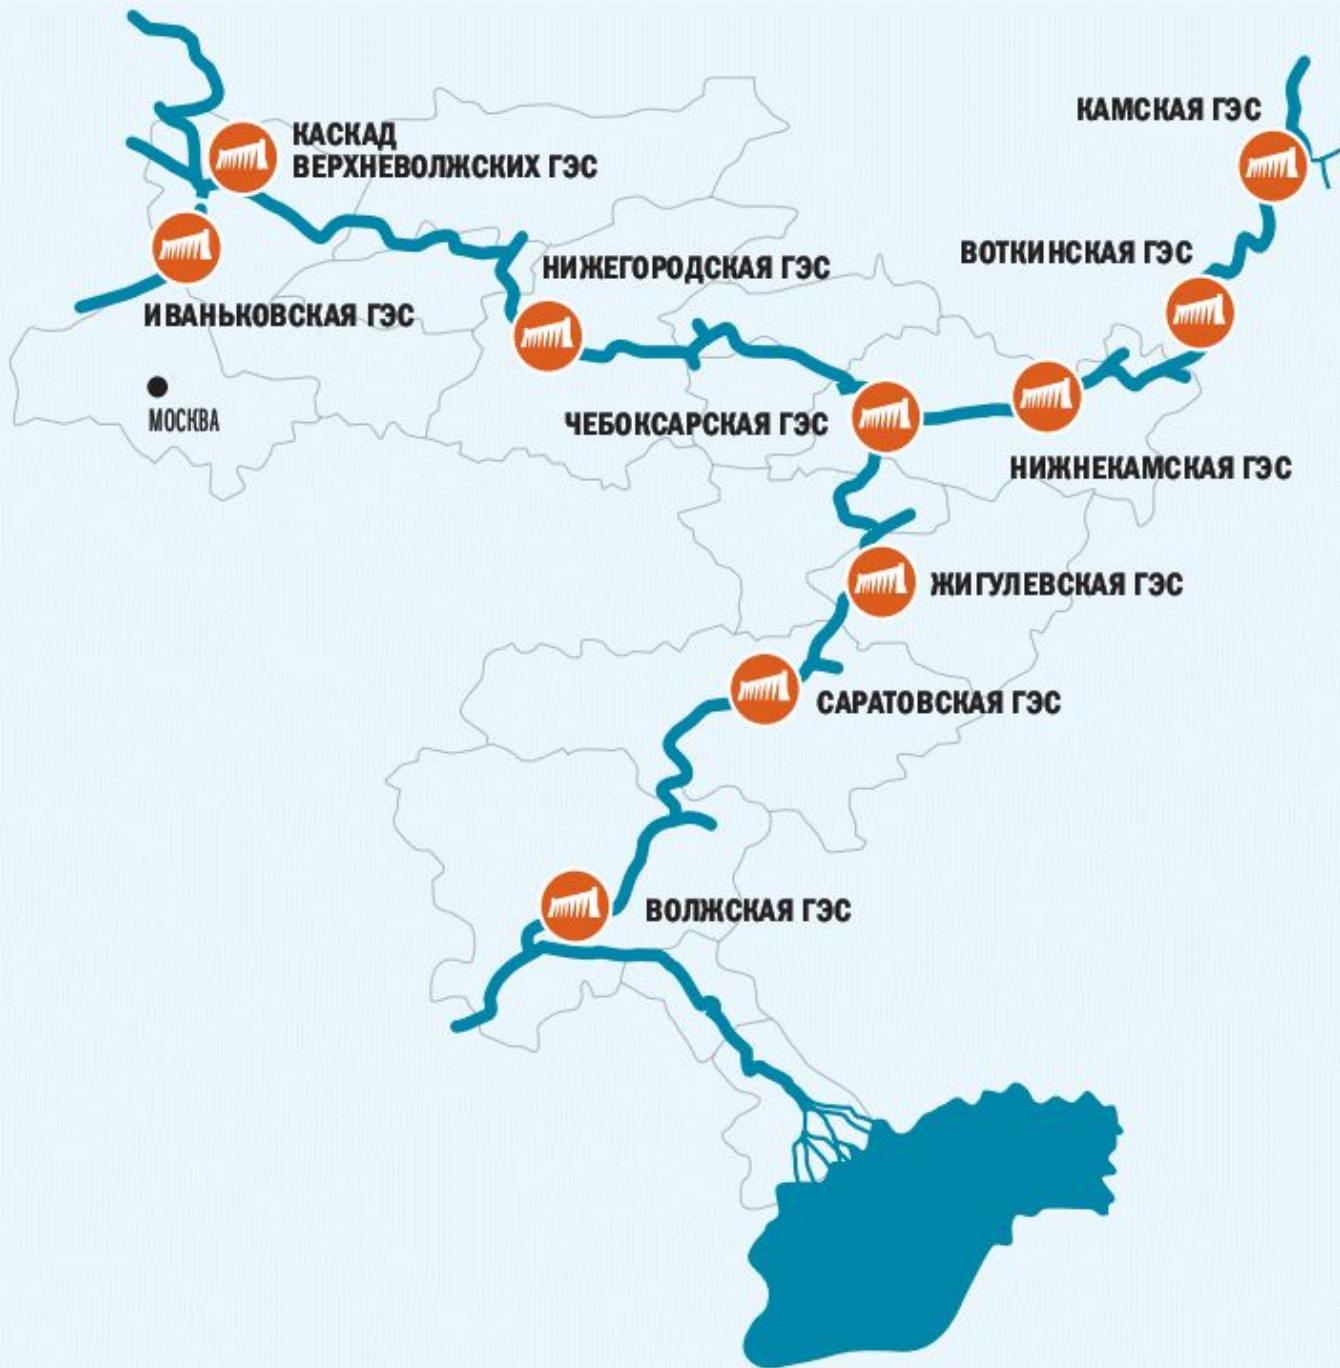 КАМСКАЯ ГЭС
КАСКАД
ВЕРХНЕВОЛЖСКИХ ГЭС
ВОТКИНСКАЯ ГЭС
НИЖЕГОРОДСКАЯ ГЭС
ИВАНЬКОВСКАЯ ГЭС
МОСКВА
ЧЕБОКСАРСКАЯ ГЭС
НИЖНЕКАМСКАЯ ГЭС
ЖИГУЛЕВСКАЯ ГЭС
САРАТОВСКАЯ ГЭС
ВОЛЖСКАЯ ГЭС